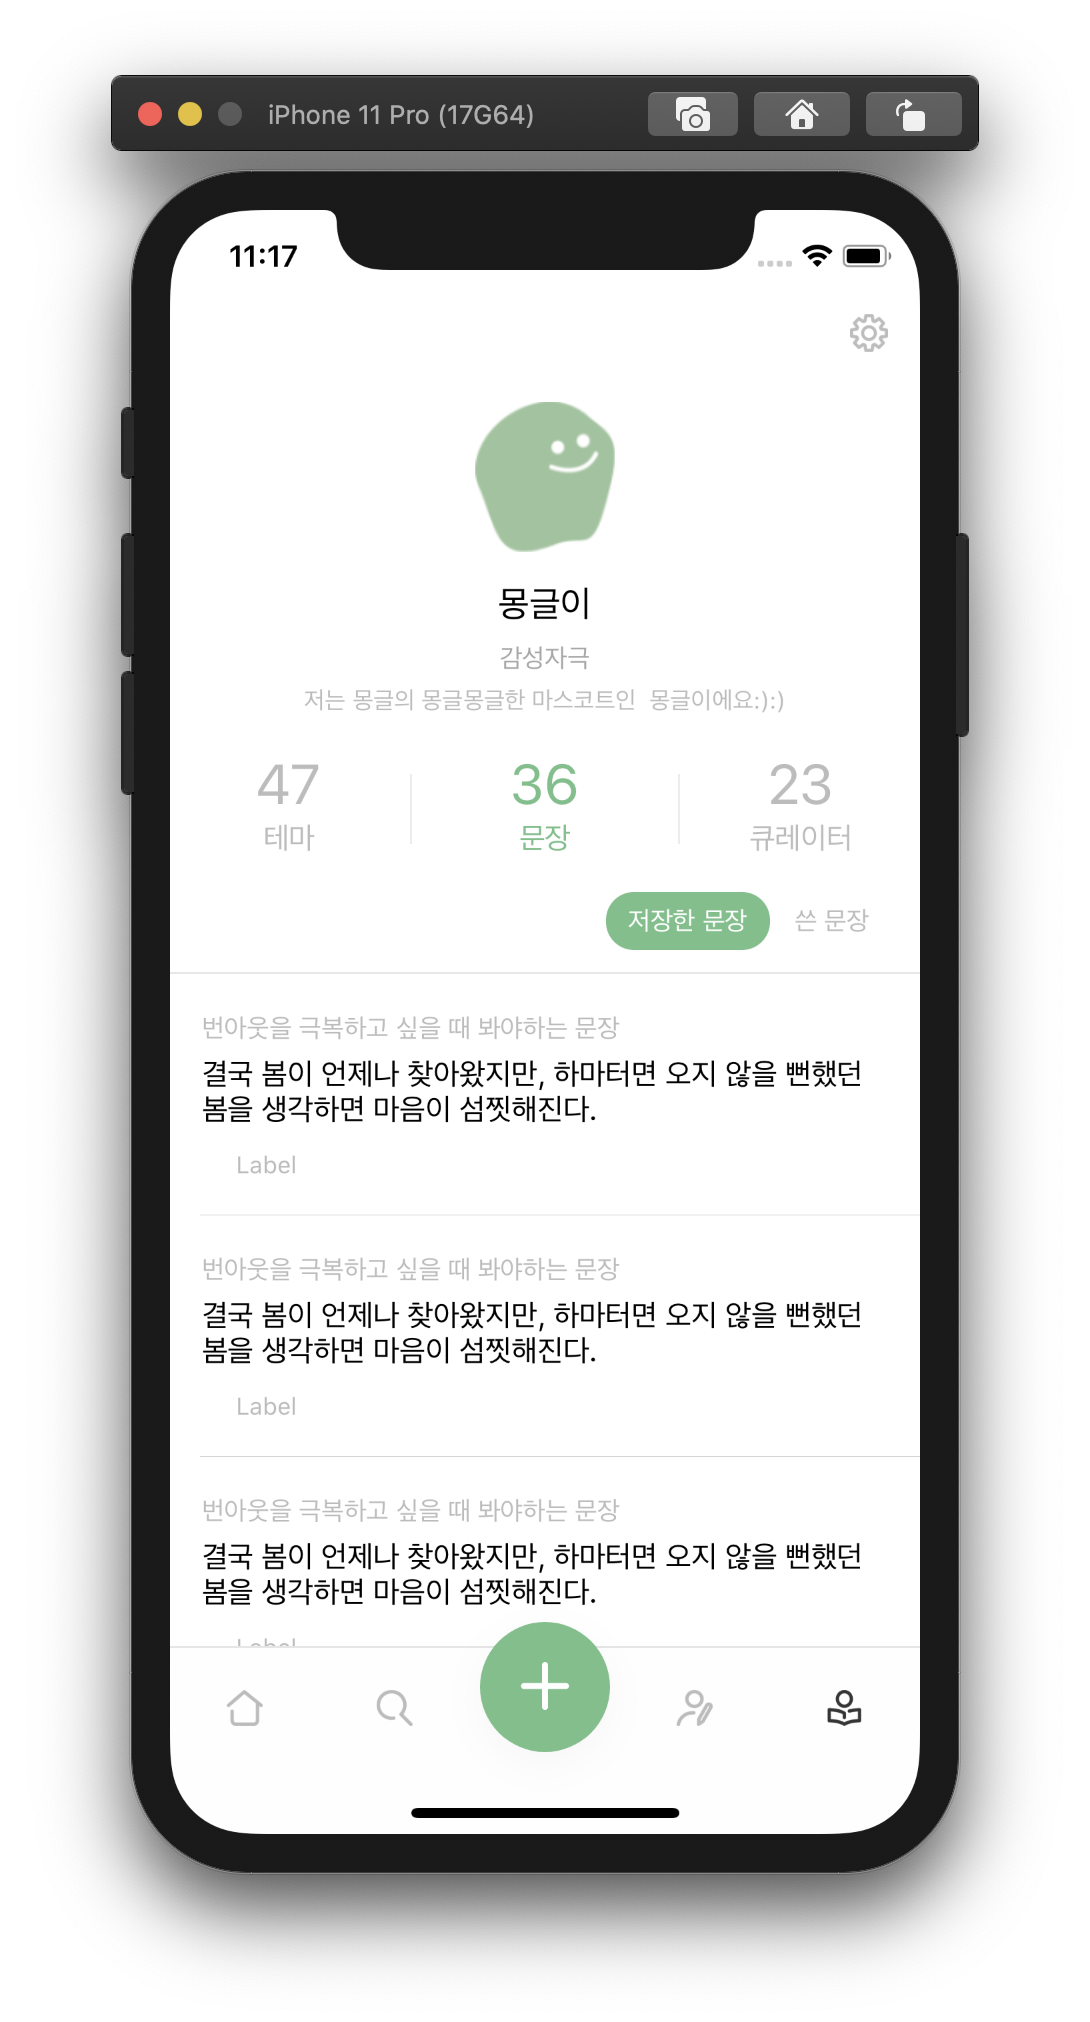 iPhone 11 Pro (17G64)
11:17
몽글이
감성자극
저는 몽글의 몽글몽글한 마스코트인  몽글이에요:):)
47
테마
36
문장
23
큐레이터
저장한 문장
쓴 문장
번아웃을 극복하고 싶을 때 봐야하는 문장
결국 봄이 언제나 찾아왔지만, 하마터면 오지 않을 뻔했던
봄을 생각하면 마음이 섬찟해진다.
Label
번아웃을 극복하고 싶을 때 봐야하는 문장
결국 봄이 언제나 찾아왔지만, 하마터면 오지 않을 뻔했던
봄을 생각하면 마음이 섬찟해진다.
Label
번아웃을 극복하고 싶을 때 봐야하는 문장
결국 봄이 언제나 찾아왔지만, 하마터면 오지 않을 뻔했던
봄을 생각하면 마음이 섬찟해진다.
Label